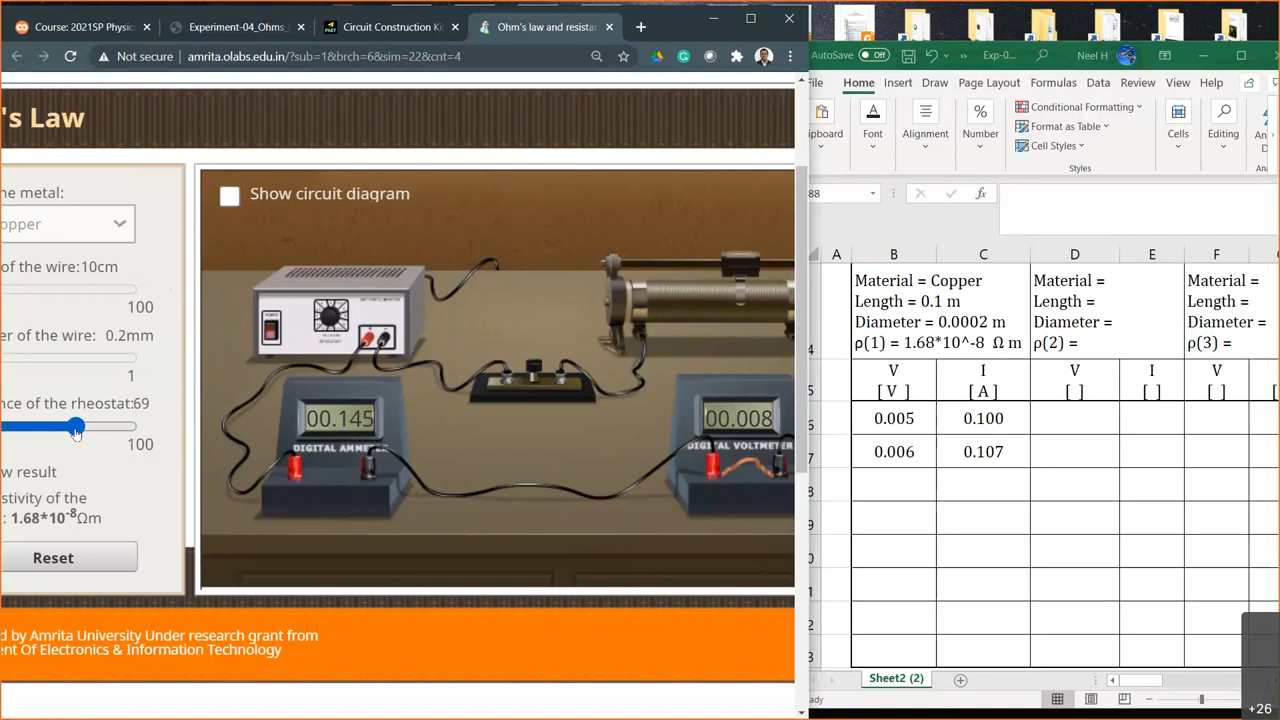 Course: 2021SP Physic
Experiment-04_Ohms_
Circuit Construction Ki
Ohm's law and resista
Not secure
amrita.olabs.edu.in/?sub=1&brch=6&sim=22&cnt=4
's Law
he metal:
opper
of the wire:10cm
100
er of the wire: 0.2mm
1
nce of the rheostat:69
100
w result
stivity of the
: 1.68*10-8Ωm
Reset
Show circuit diagram
00.145
DIGITAL AMMETER
00.008
DIGITAL VOLTMETER
d by Amrita University Under research grant from
ent Of Electronics & Information Technology
AutoSave Off
Exp-0
Neel H
File Home Insert Draw Page Layout Formulas Data Review View Help
lipboard
Font
Alignment
Number
Conditional Formatting
Format as Table
Cell Styles
Styles
Cells
Editing
88
fx
A B C D E F
Material = Copper
Length = 0.1 m
Diameter = 0.0002 m
ρ(1) = 1.68*10^-8 Ω m
Material =
Length =
Diameter =
ρ(2) =
Material =
Length =
Diameter =
ρ(3) =
V I V I V
[ V ] [ A ] [ ] [ ] [ ]
0.005 0.100
0.006 0.107
Sheet2 (2)
ady
+26